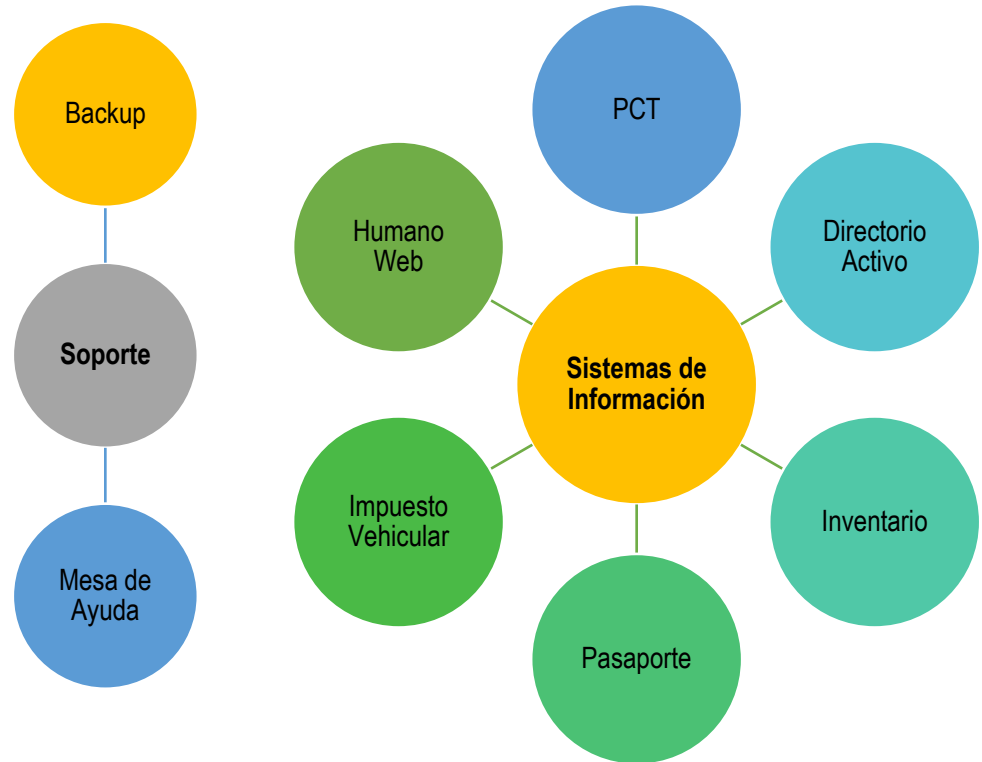 Backup
Soporte
Mesa de
Ayuda
PCT
Humano
Web
Directorio
Activo
Sistemas de
Información
Impuesto
Vehicular
Inventario
Pasaporte